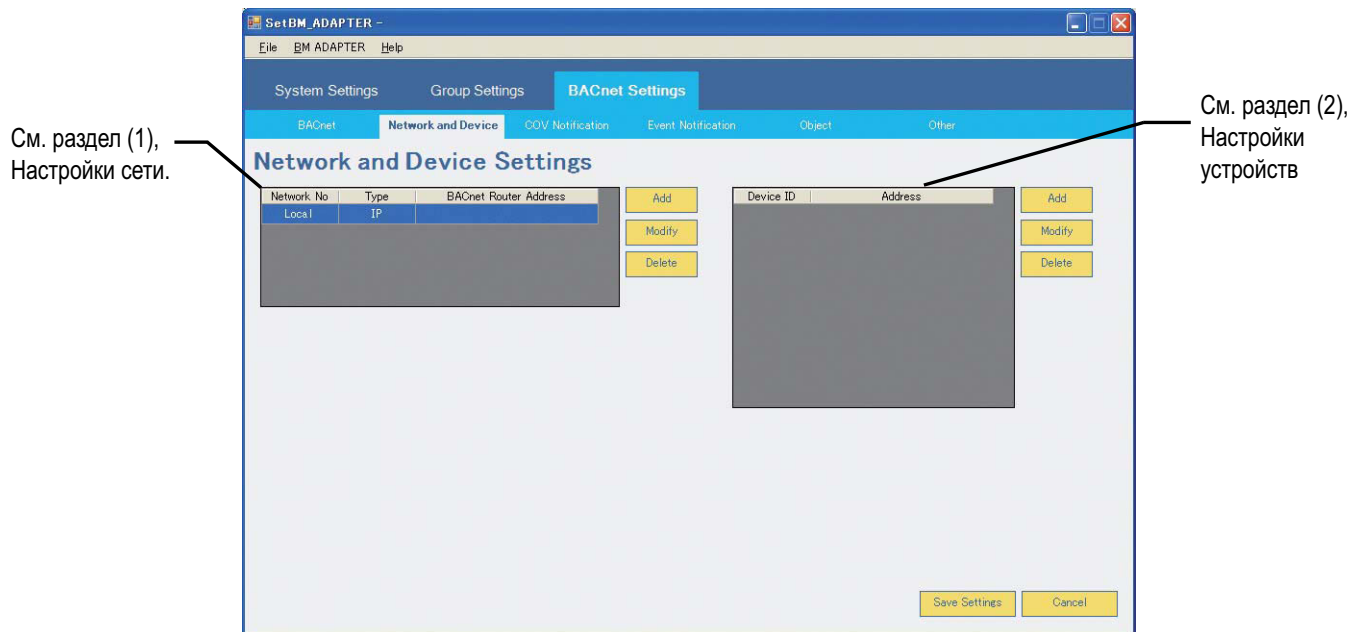 SetBM_ADAPTER –
File BM ADAPTER Help
System Settings Group Settings BACnet Settings
BACnet Network and Device COV Notification Event Notification Object Other
См. раздел (1),
Настройки сети.
См. раздел (2),
Настройки
устройств
Network and Device Settings
Network No Type BACnet Router Address
Local IP
Add
Modify
Delete
Device ID Address
Add
Modify
Delete
Save Settings Cancel